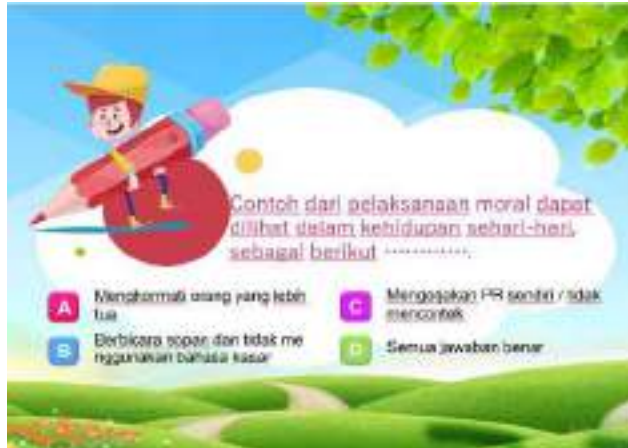 Contoh dari pelaksanaan moral dapat
dilihat dalam kehidupan sehari-hari,
sebagai berikut ............
A Menghormati orang yang lebih
tua
B Berbicara sopan dan tidak me
nggunakan bahasa kasar
C Mengerjakan PR sendiri / tidak
mencontek
D Semua jawaban benar